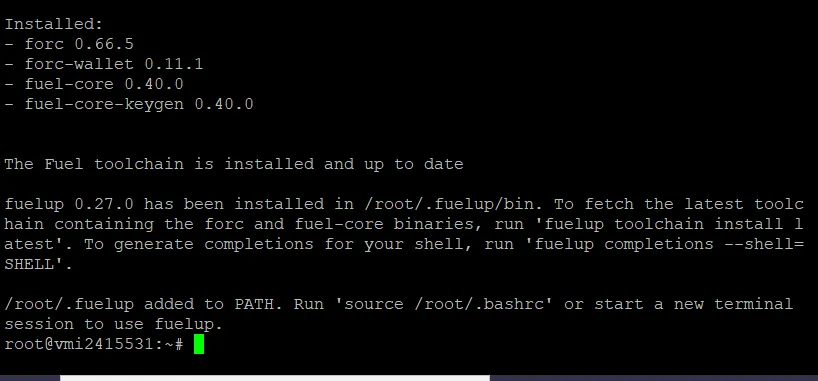 Installed:
- forc 0.66.5
- forc-wallet 0.11.1
- fuel-core 0.40.0
- fuel-core-keygen 0.40.0
The Fuel toolchain is installed and up to date
fuelup 0.27.0 has been installed in /root/.fuelup/bin. To fetch the latest toolc
hain containing the forc and fuel-core binaries, run 'fuelup toolchain install l
atest'. To generate completions for your shell, run 'fuelup completions --shell=
SHELL'.
/root/.fuelup added to PATH. Run 'source /root/.bashrc' or start a new terminal
session to use fuelup.
root@vmi2415531:~#